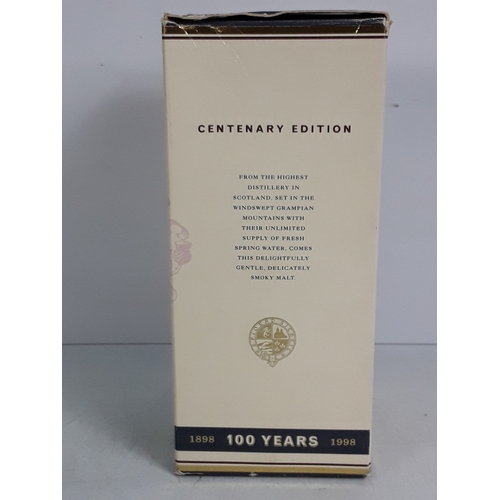 CENTENARY EDITION
FROM THE HIGHEST
DISTILLERY IN
SCOTLAND, SET IN THE
WINDSWEPT GRAMPIAN
MOUNTAINS WITH
THEIR UNLIMITED
SUPPLY OF FRESH
SPRING WATER, COMES
THIS DELIGHTFULLY
GENTLE, DELICATELY
SMOKY MALT.
1898 100 YEARS 1998